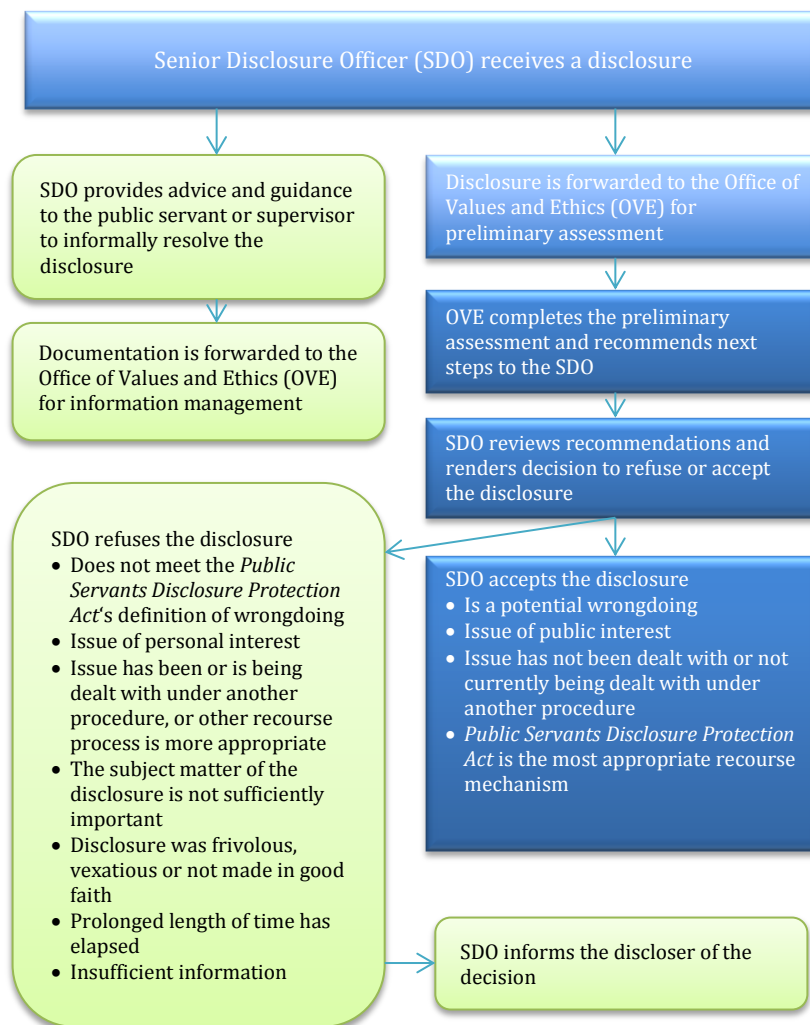 Senior Disclosure Officer (SDO) receives a disclosure
SDO provides advice and guidance
to the public servant or supervisor
to informally resolve the
disclosure
Disclosure is forwarded to the Office of
Values and Ethics (OVE) for
preliminary assessment
Documentation is forwarded to the
Office of Values and Ethics (OVE)
for information management
OVE completes the preliminary
assessment and recommends next
steps to the SDO
SDO reviews recommendations and
renders decision to refuse or accept
the disclosure
SDO refuses the disclosure
• Does not meet the Public
Servants Disclosure Protection
Act‘s definition of wrongdoing
• Issue of personal interest
• Issue has been or is being
dealt with under another
procedure, or other recourse
process is more appropriate
• The subject matter of the
disclosure is not sufficiently
important
• Disclosure was frivolous,
vexatious or not made in good
faith
• Prolonged length of time has
elapsed
• Insufficient information
SDO accepts the disclosure
• Is a potential wrongdoing
• Issue of public interest
• Issue has not been dealt with or not
currently being dealt with under
another procedure
• Public Servants Disclosure Protection
Act is the most appropriate recourse
mechanism
SDO informs the discloser of the
decision